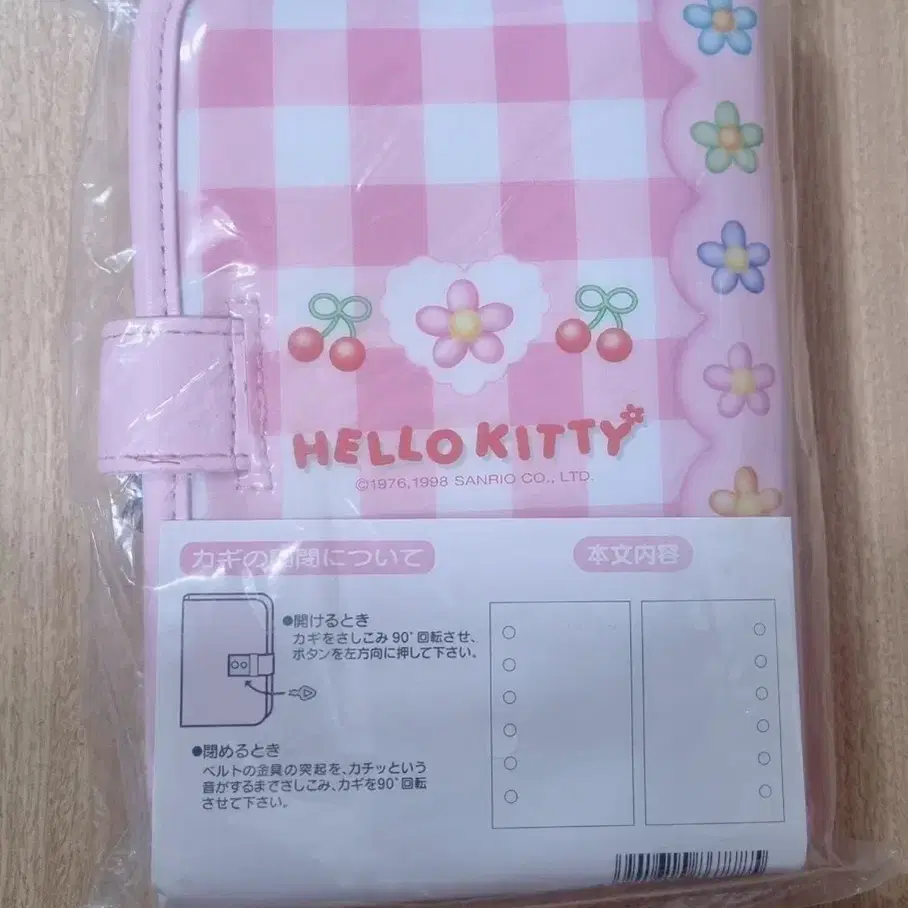 HELLO KITTY
©1976,1998 SANRIO CO., LTD.
カギの開閉について
●開けるとき
カギをさしこみ 90°回転させ、
ボタンを左方向に押して下さい。
●閉めるとき
ベルトの金具の突起を、カチッという
音がするまでさしこみ、カギを90°回転
させて下さい。
本文内容